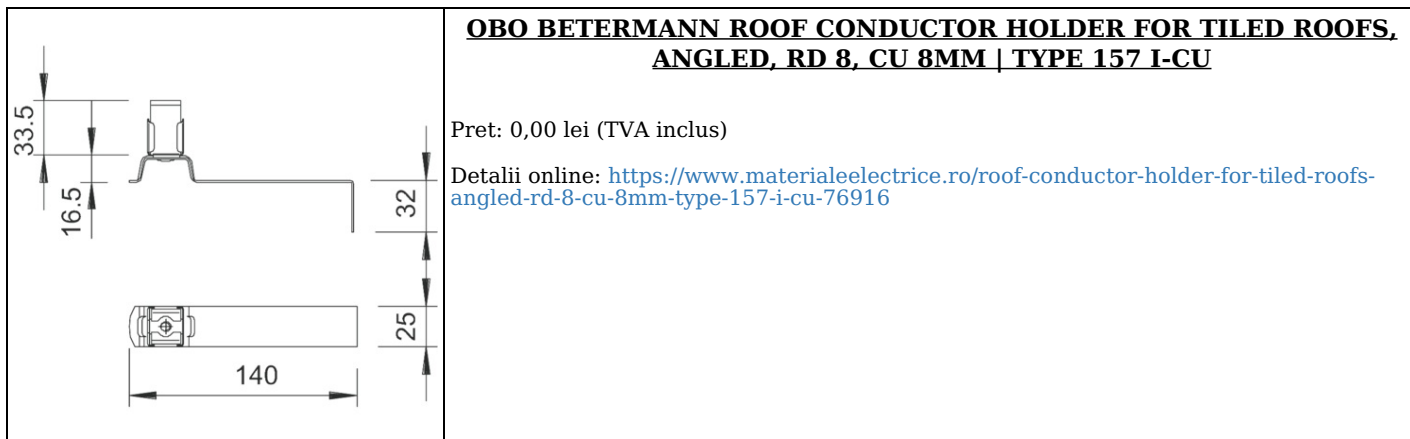 33.5
16.5
32
25
140
OBO BETERMANN ROOF CONDUCTOR HOLDER FOR TILED ROOFS,
ANGLED, RD 8, CU 8MM | TYPE 157 I-CU
Pret: 0,00 lei (TVA inclus)
Detalii online: https://www.materialeelectrice.ro/roof-conductor-holder-for-tiled-roofs-
angled-rd-8-cu-8mm-type-157-i-cu-76916